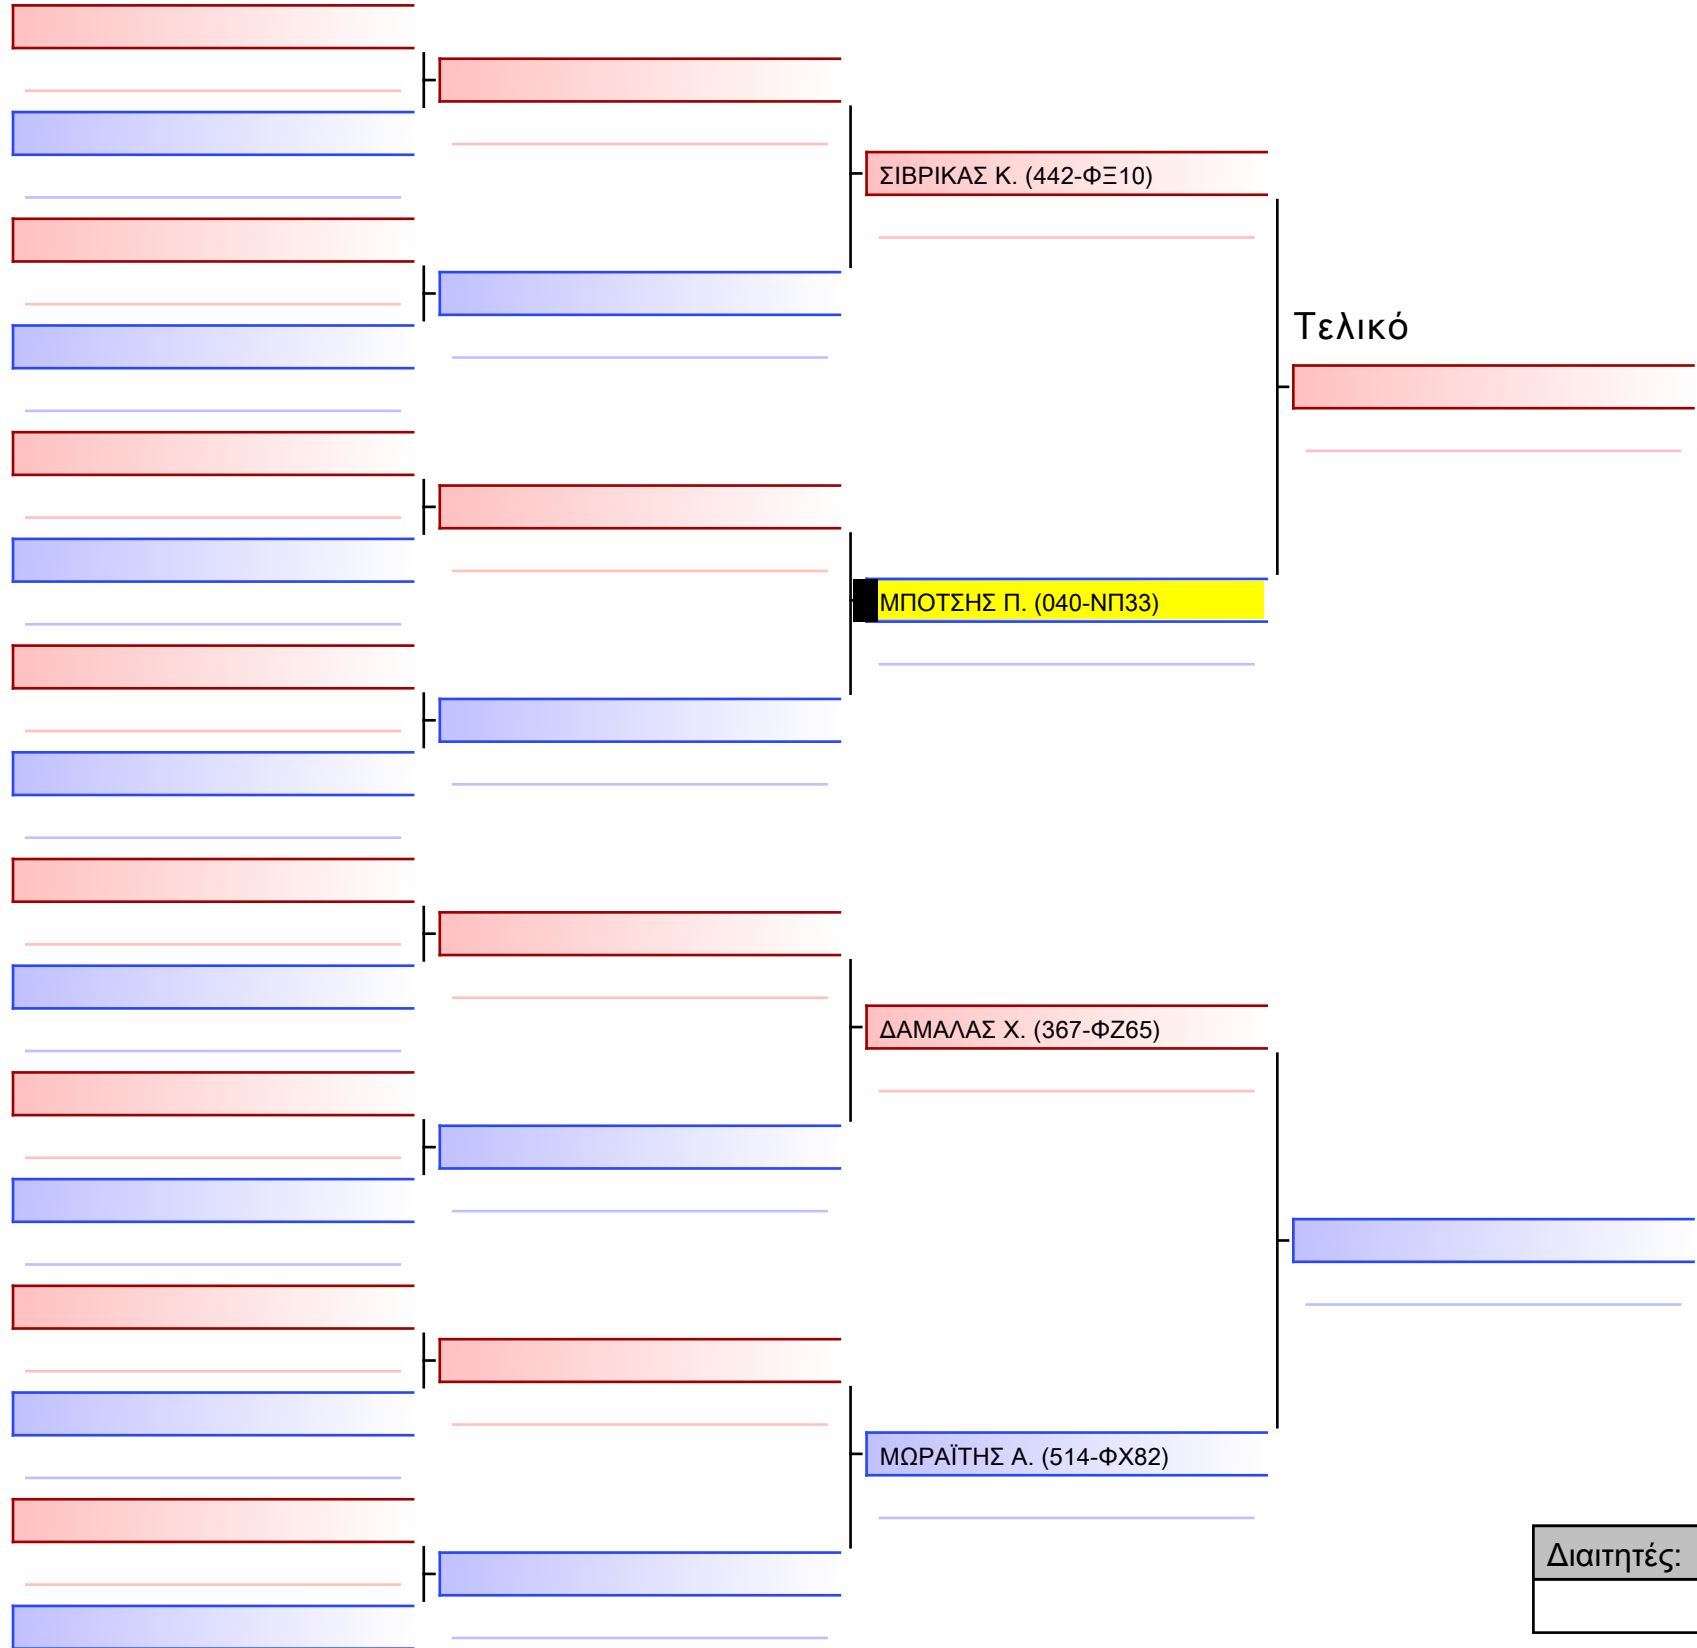 ΣΙΒΡΙΚΑΣ Κ. (442-ΦΞ10)
Τελικό
ΜΠΟΤΣΗΣ Π. (040-ΝΠ33)
ΔΑΜΑΛΑΣ Χ. (367-ΦΖ65)
ΜΩΡΑΪΤΗΣ Α. (514-ΦΧ82)
Διαιτητές: